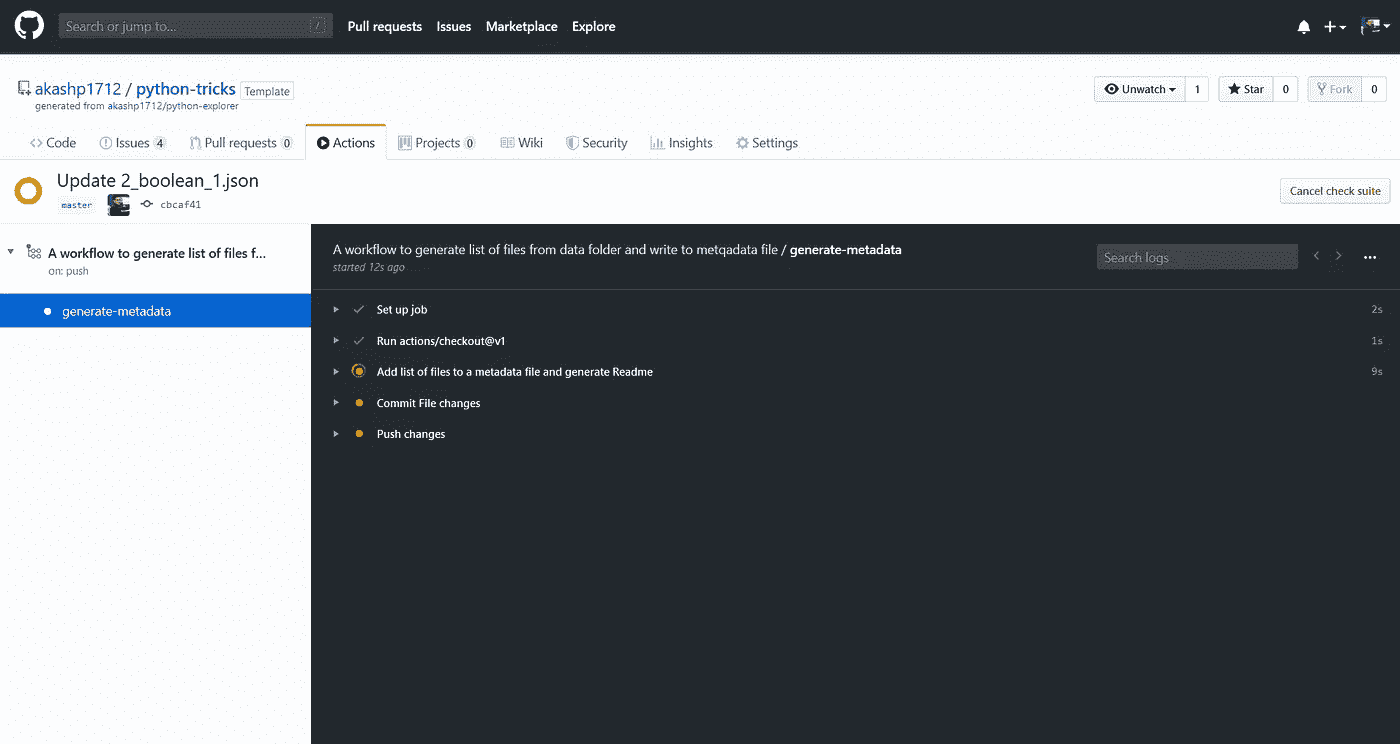 Search or jump to... / Pull requests Issues Marketplace Explore
akashp1712 / python-tricks Template Unwatch 1 Star 0 Fork 0
generated from akashp1712/python-explorer
Code Issues 4 Pull requests 0 Actions Projects 0 Wiki Security Insights Settings
Update 2_boolean_1.json
master cbcaf41 Cancel check suite
A workflow to generate list of files f...
on: push
generate-metadata
A workflow to generate list of files from data folder and write to metqadata file / generate-metadata
started 12s ago
Search logs
Set up job 2s
Run actions/checkout@v1 1s
Add list of files to a metadata file and generate Readme 9s
Commit File changes
Push changes